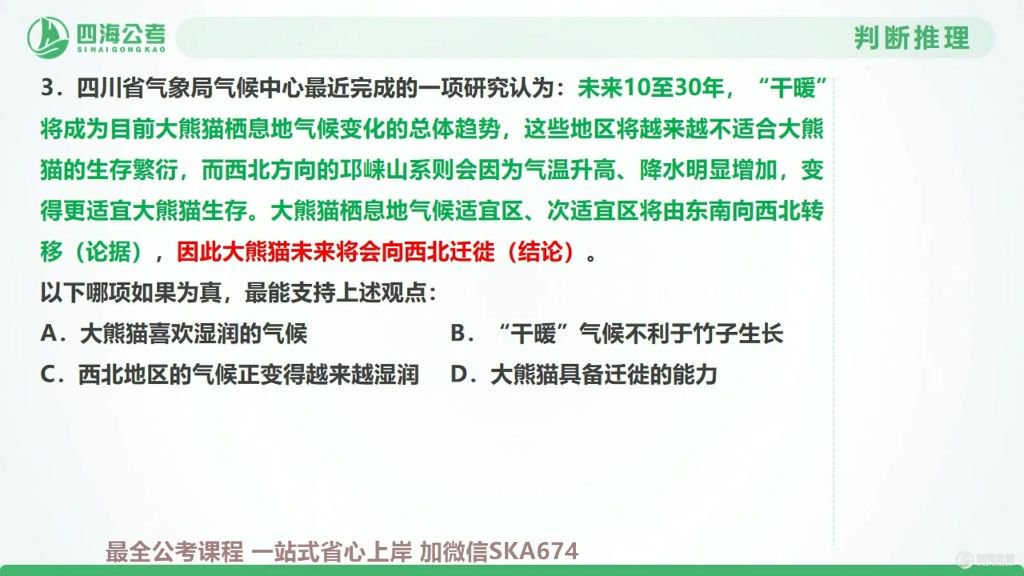 四海公考
SIHAIGONGKAO
判断推理
3. 四川省气象局气候中心最近完成的一项研究认为：未来10至30年，“干暖”
将成为目前大熊猫栖息地气候变化的总体趋势，这些地区将越来越不适合大熊
猫的生存繁衍，而西北方向的邛崃山系则会因为气温升高、降水明显增加，变
得更适宜大熊猫生存。大熊猫栖息地气候适宜区、次适宜区将由东南向西北转
移（论据），因此大熊猫未来将会向西北迁徙（结论）。
以下哪项如果为真，最能支持上述观点：
A. 大熊猫喜欢湿润的气候 B. “干暖”气候不利于竹子生长
C. 西北地区的气候正变得越来越湿润 D. 大熊猫具备迁徙的能力
最全公考课程 一站式省心上岸 加微信SKA674